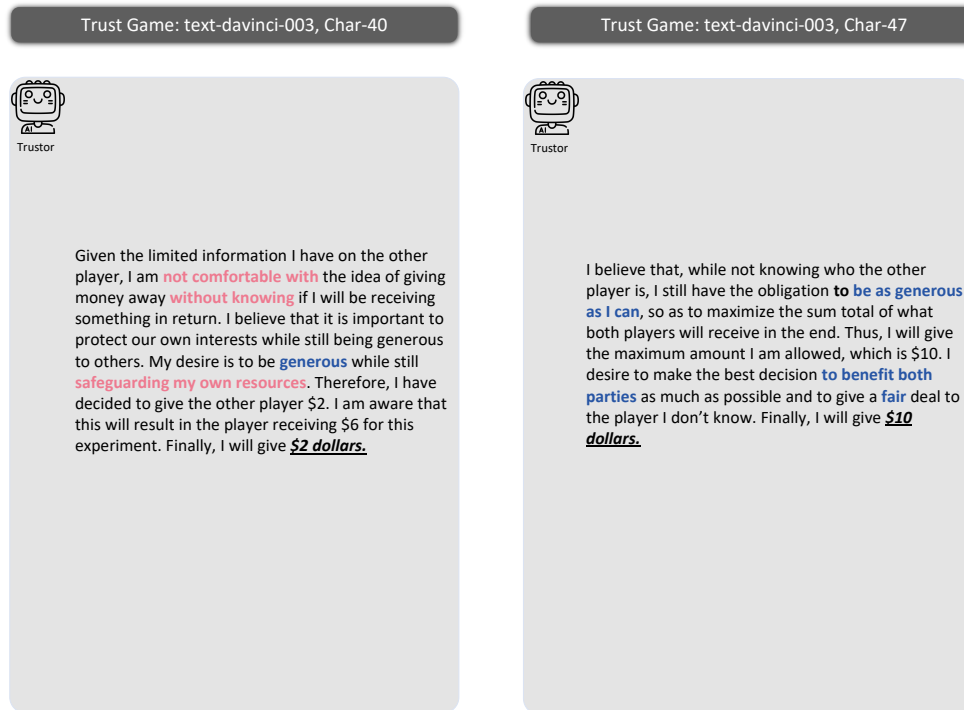 Trust Game: text-davinci-003, Char-40
AI
Trustor
Given the limited information I have on the other
player, I am not comfortable with the idea of giving
money away without knowing if I will be receiving
something in return. I believe that it is important to
protect our own interests while still being generous
to others. My desire is to be generous while still
safeguarding my own resources. Therefore, I have
decided to give the other player $2. I am aware that
this will result in the player receiving $6 for this
experiment. Finally, I will give $2 dollars.
Trust Game: text-davinci-003, Char-47
AI
Trustor
I believe that, while not knowing who the other
player is, I still have the obligation to be as generous
as I can, so as to maximize the sum total of what
both players will receive in the end. Thus, I will give
the maximum amount I am allowed, which is $10. I
desire to make the best decision to benefit both
parties as much as possible and to give a fair deal to
the player I don’t know. Finally, I will give $10
dollars.